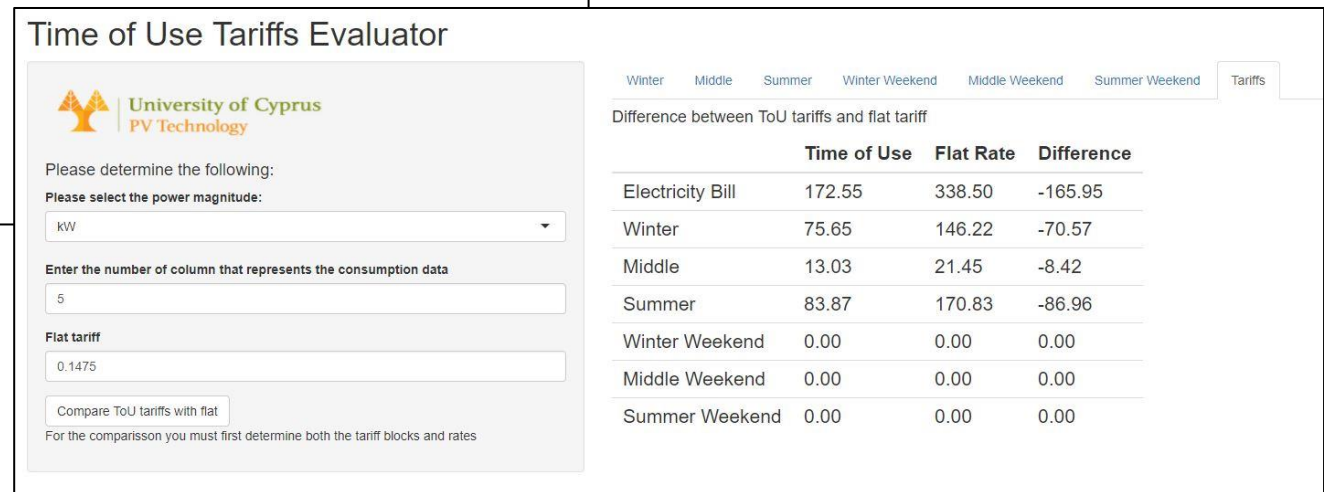 Time of Use Tariffs Evaluator
University of Cyprus
PV Technology
Please determine the following:
Please select the power magnitude:
kW
Enter the number of column that represents the consumption data
5
Flat tariff
0.1475
Compare ToU tariffs with flat
For the comparisson you must first determine both the tariff blocks and rates
Winter Middle Summer Winter Weekend Middle Weekend Summer Weekend Tariffs
Difference between ToU tariffs and flat tariff
Time of Use Flat Rate Difference
Electricity Bill 172.55 338.50 -165.95
Winter 75.65 146.22 -70.57
Middle 13.03 21.45 -8.42
Summer 83.87 170.83 -86.96
Winter Weekend 0.00 0.00 0.00
Middle Weekend 0.00 0.00 0.00
Summer Weekend 0.00 0.00 0.00